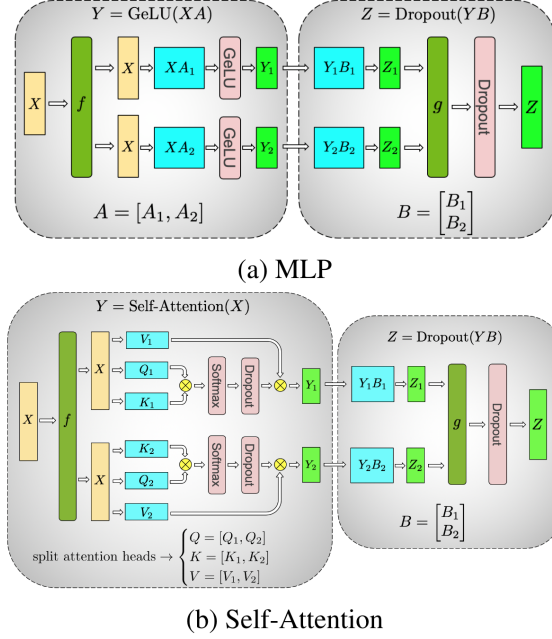 Y = GeLU(XA)
Z = Dropout(YB)
X
f
X
XA₁
GeLU
Y₁
Y₁B₁
Z₁
X
XA₂
GeLU
Y₂
Y₂B₂
Z₂
g
Dropout
Z
A = [A₁, A₂]
B = [B₁
B₂]
(a) MLP
Y = Self-Attention(X)
Z = Dropout(YB)
X
f
X
V₁
Q₁
K₁
Softmax
Dropout
Y₁
Y₁B₁
Z₁
X
K₂
Q₂
V₂
Softmax
Dropout
Y₂
Y₂B₂
Z₂
g
Dropout
Z
split attention heads → { Q = [Q₁, Q₂]
K = [K₁, K₂]
V = [V₁, V₂]
B = [B₁
B₂]
(b) Self-Attention